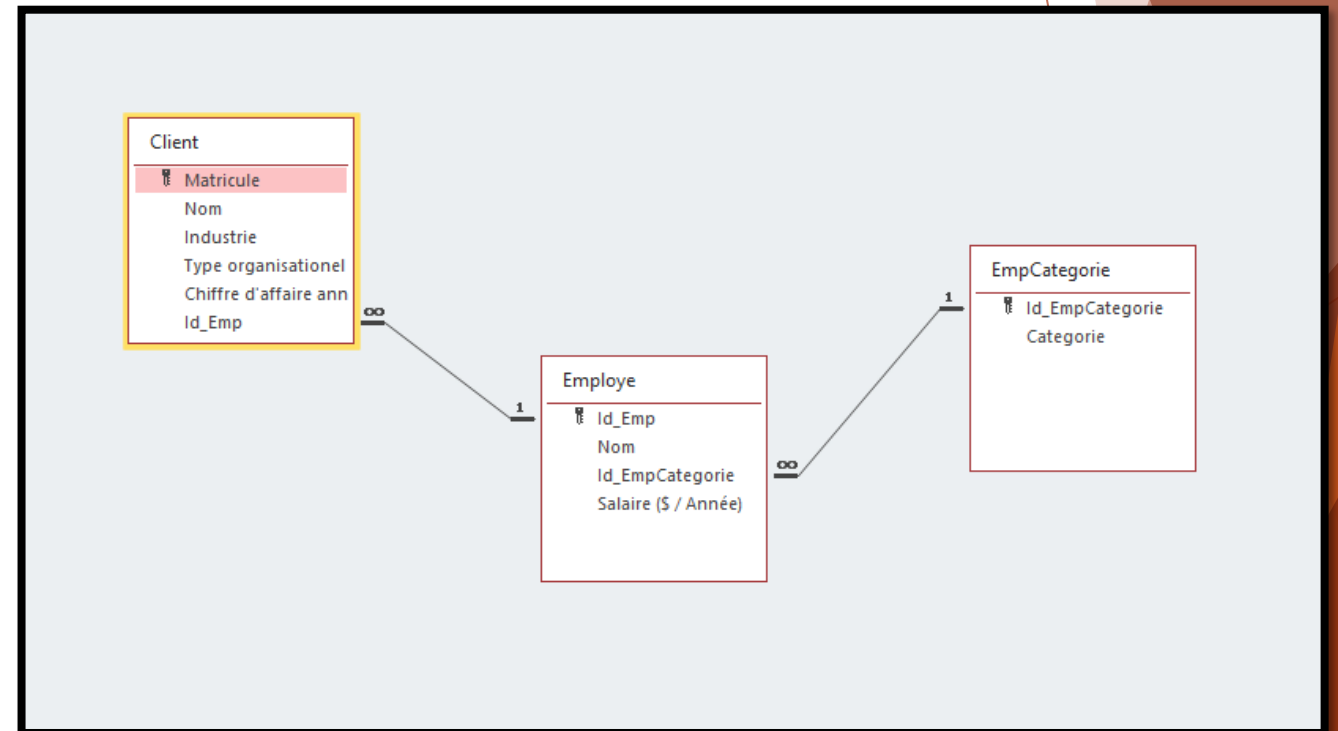 Client
Matricule
Nom
Industrie
Type organisationel
Chiffre d'affaire ann
Id_Emp
∞
1
Employe
Id_Emp
Nom
Id_EmpCategorie
Salaire ($ / Année)
∞
1
EmpCategorie
Id_EmpCategorie
Categorie